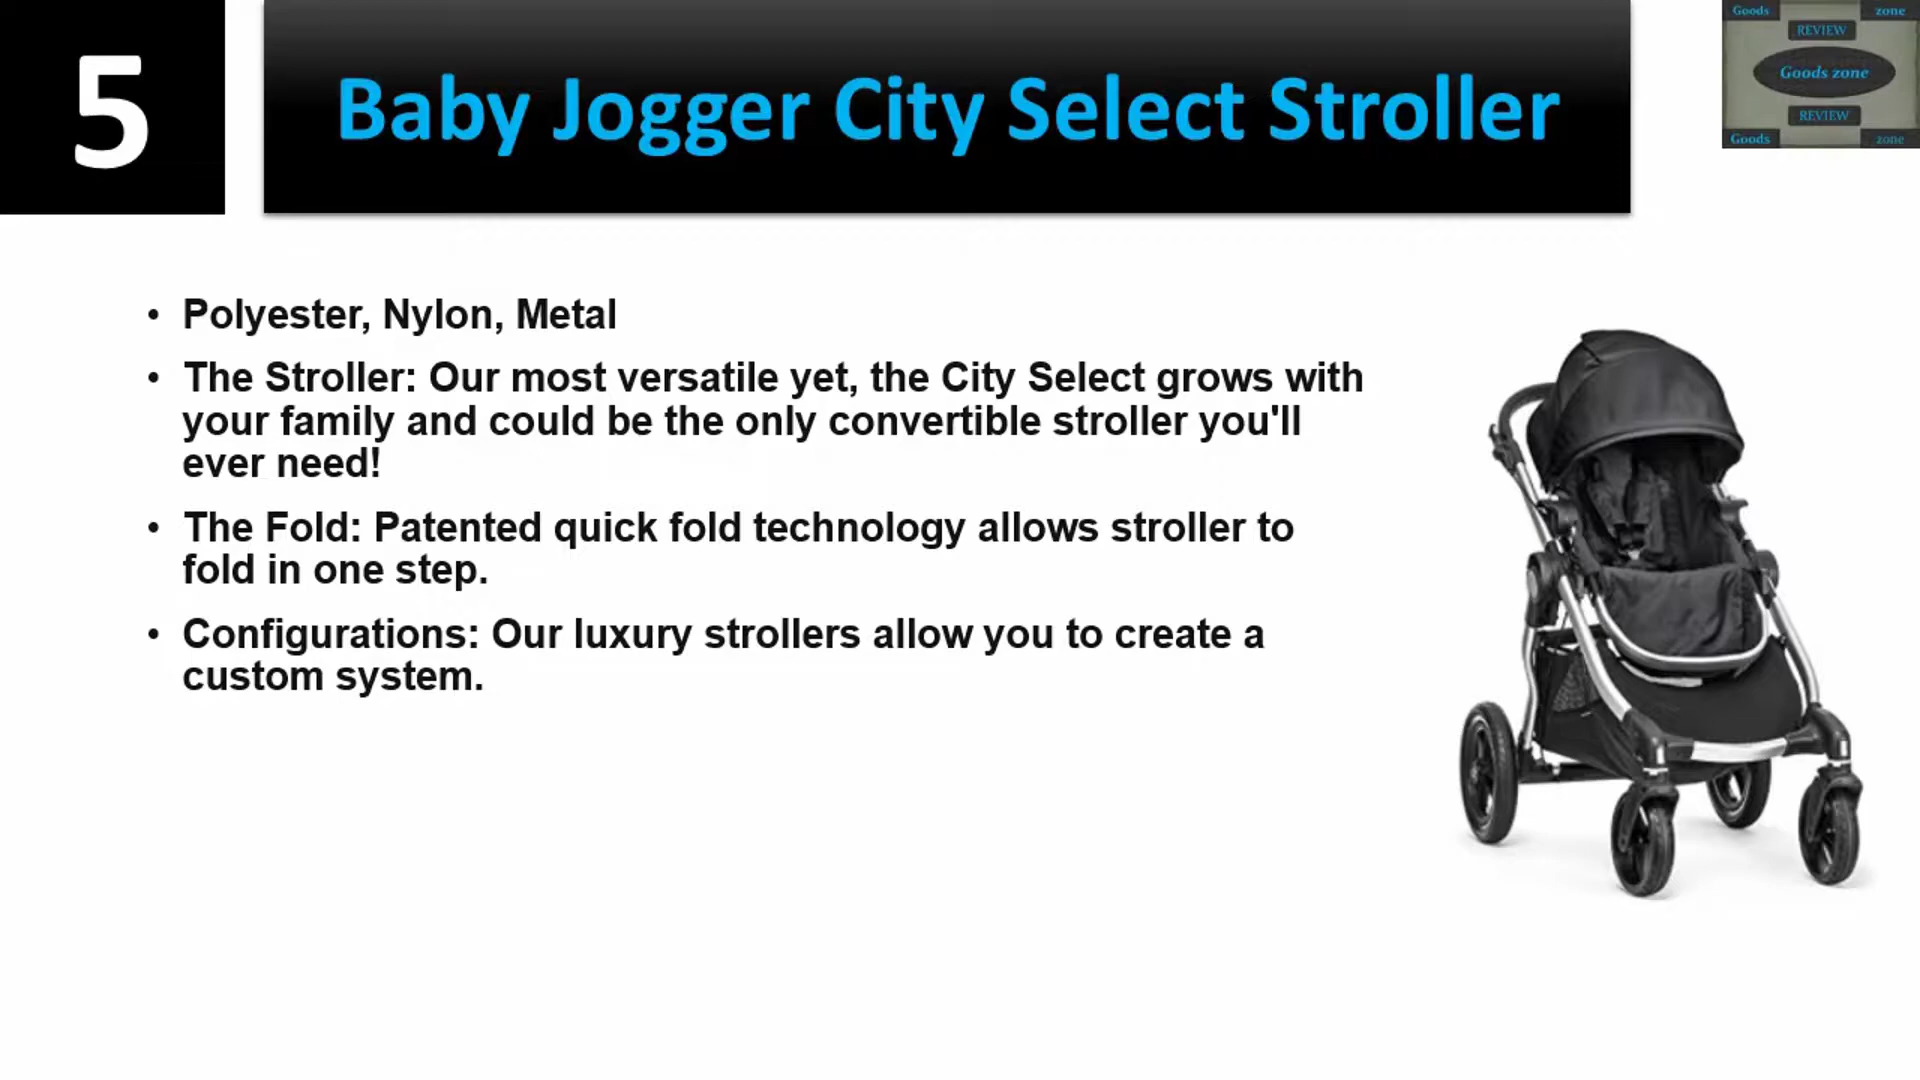 5
Baby Jogger City Select Stroller
Goods zone
REVIEW
Goods zone
REVIEW
Goods zone
• Polyester, Nylon, Metal
• The Stroller: Our most versatile yet, the City Select grows with
your family and could be the only convertible stroller you'll
ever need!
• The Fold: Patented quick fold technology allows stroller to
fold in one step.
• Configurations: Our luxury strollers allow you to create a
custom system.